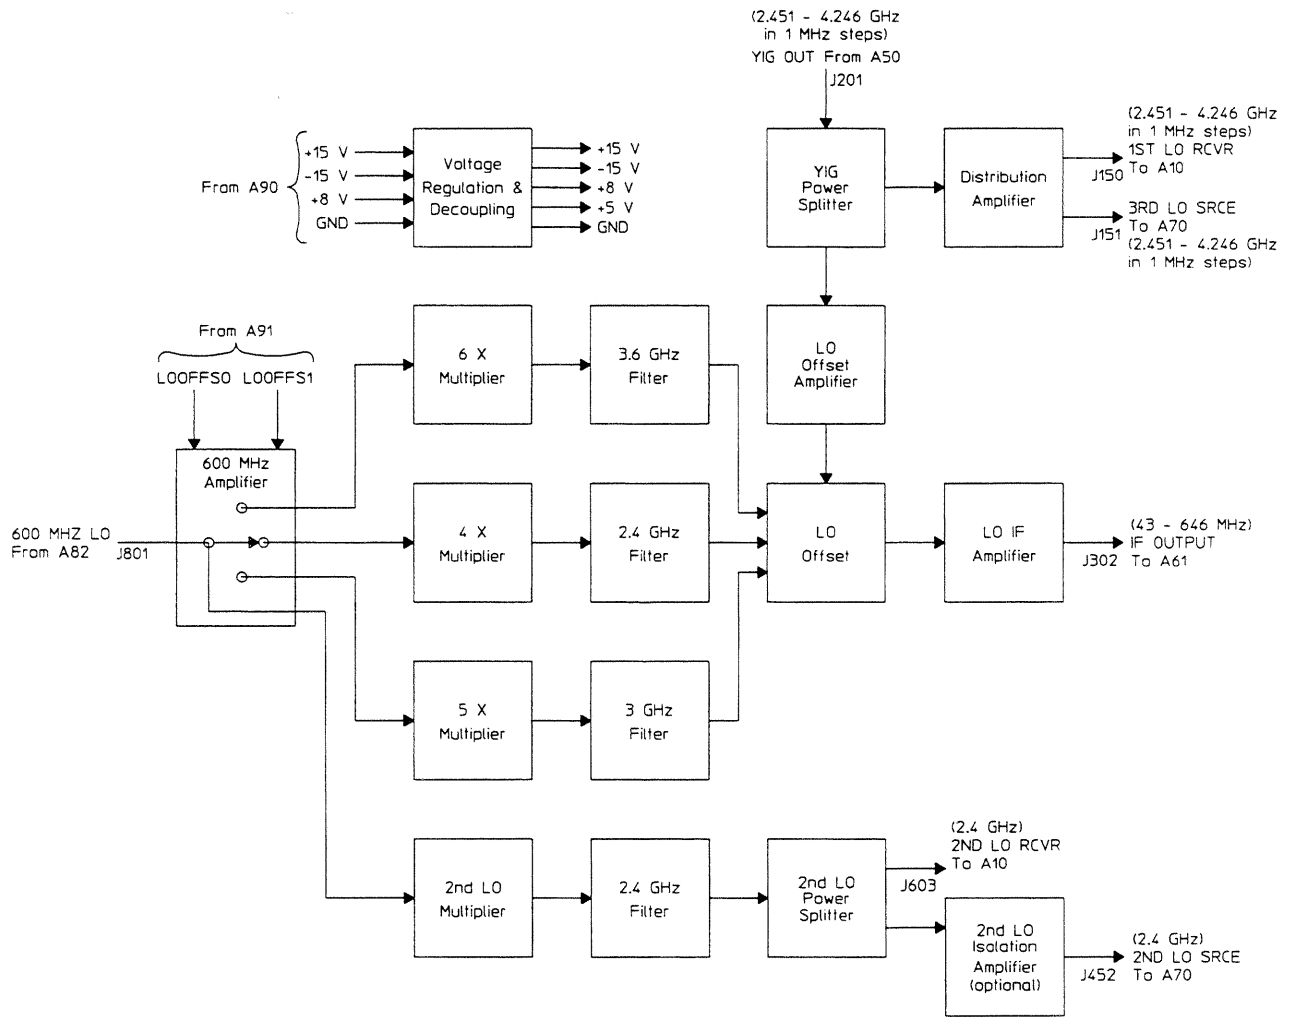 (2.451 - 4.246 GHz
in 1 MHz steps)
YIG OUT From A50
J201
From A90
+15 V
-15 V
+8 V
GND
Voltage
Regulation &
Decoupling
+15 V
-15 V
+8 V
+5 V
GND
YIG
Power
Splitter
Distribution
Amplifier
(2.451 - 4.246 GHz
in 1 MHz steps)
1ST LO RCVR
To A10
J150
3RD LO SRCE
To A70
J151
(2.451 - 4.246 GHz
in 1 MHz steps)
From A91
LOOFFS0 LOOFFS1
6 X
Multiplier
3.6 GHz
Filter
LO
Offset
Amplifier
600 MHz
Amplifier
600 MHZ LO
From A82
J801
4 X
Multiplier
2.4 GHz
Filter
LO
Offset
LO IF
Amplifier
(43 - 646 MHz)
IF OUTPUT
To A61
J302
5 X
Multiplier
3 GHz
Filter
2nd LO
Multiplier
2.4 GHz
Filter
2nd LO
Power
Splitter
(2.4 GHz)
2ND LO RCVR
To A10
J603
2nd LO
Isolation
Amplifier
(optional)
(2.4 GHz)
2ND LO SRCE
To A70
J452